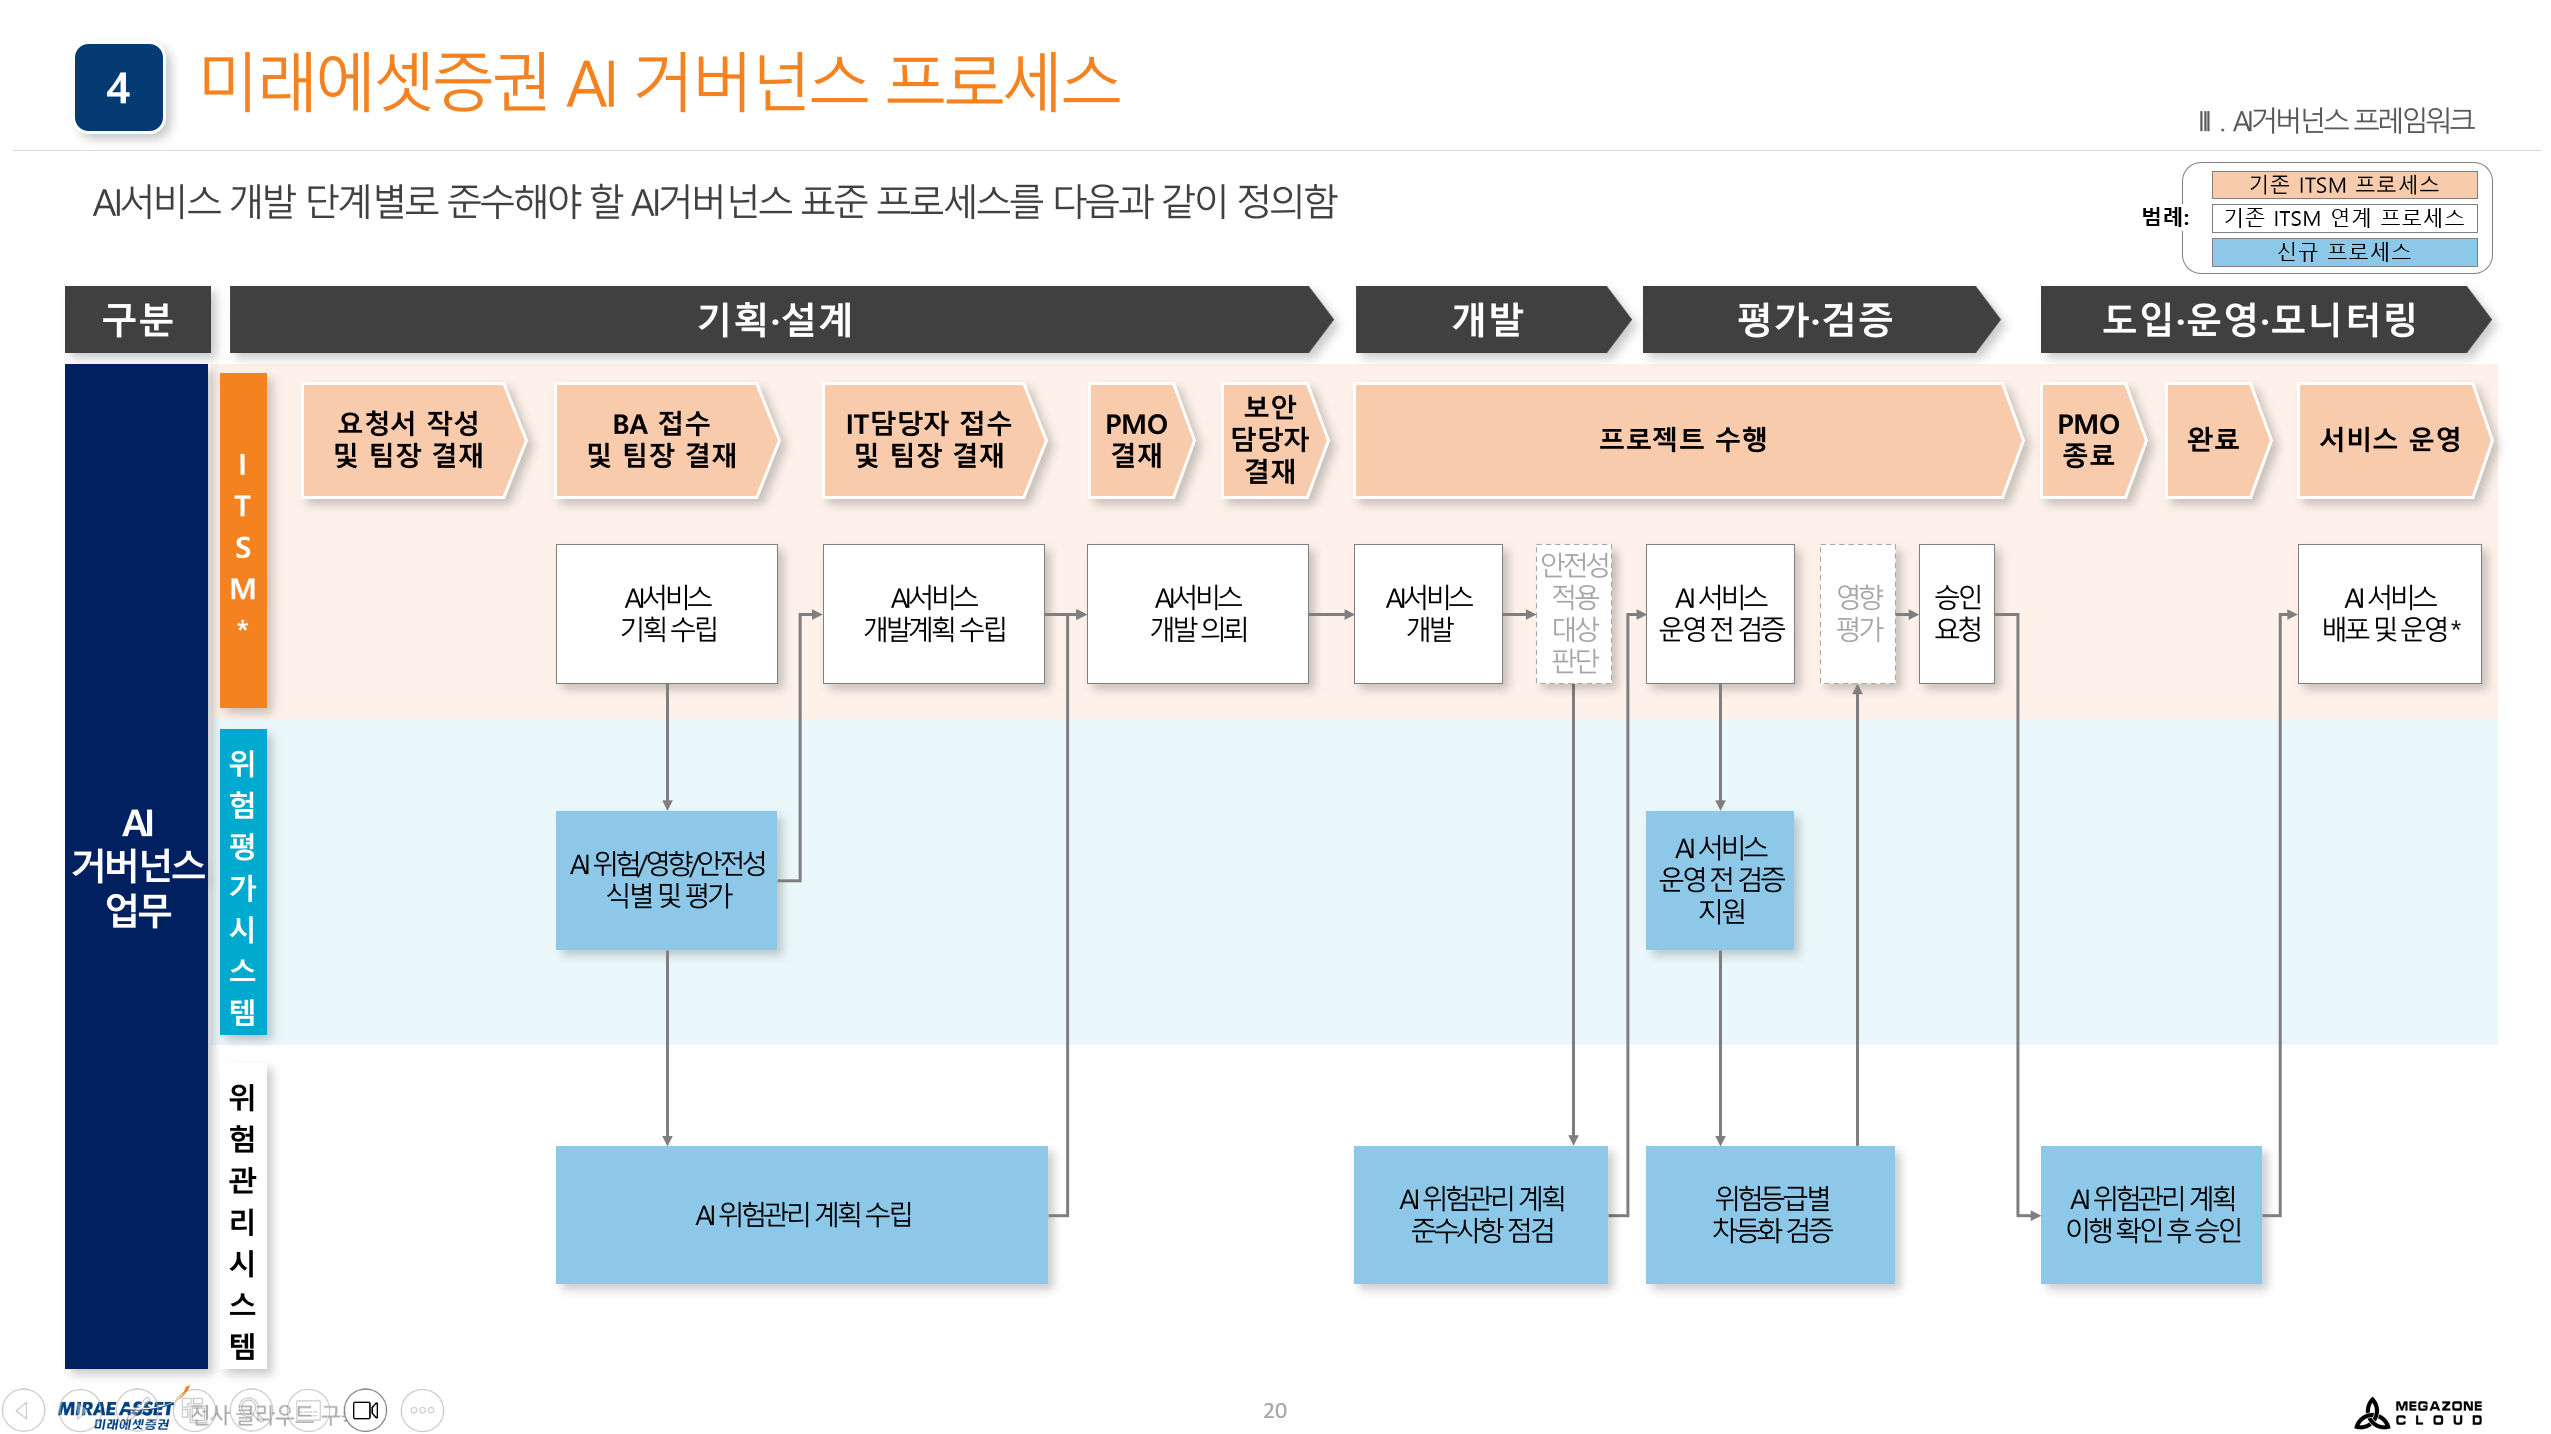 4
미래에셋증권 AI 거버넌스 프로세스
Ⅲ . AI거버넌스 프레임워크
AI서비스 개발 단계별로 준수해야 할 AI거버넌스 표준 프로세스를 다음과 같이 정의함
범례:
기존 ITSM 프로세스
기존 ITSM 연계 프로세스
신규 프로세스
구분
기획·설계
개발
평가·검증
도입·운영·모니터링
AI
거버넌스
업무
I
T
S
M
*
요청서 작성
및 팀장 결재
BA 접수
및 팀장 결재
IT담당자 접수
및 팀장 결재
PMO
결재
보안
담당자
결재
프로젝트 수행
PMO
종료
완료
서비스 운영
AI서비스
기획 수립
AI서비스
개발계획 수립
AI서비스
개발 의뢰
AI서비스
개발
안전성
적용
대상
판단
AI 서비스
운영 전 검증
영향
평가
승인
요청
AI 서비스
배포 및 운영*
위
험
평
가
시
스
템
AI 위험/영향/안전성
식별 및 평가
AI 서비스
운영 전 검증
지원
위
험
관
리
시
스
템
AI 위험관리 계획 수립
AI 위험관리 계획
준수사항 점검
위험등급별
차등화 검증
AI 위험관리 계획
이행 확인 후 승인
MIRAE ASSET
미래에셋증권
전사 클라우드
20
MEGAZONE
CLOUD